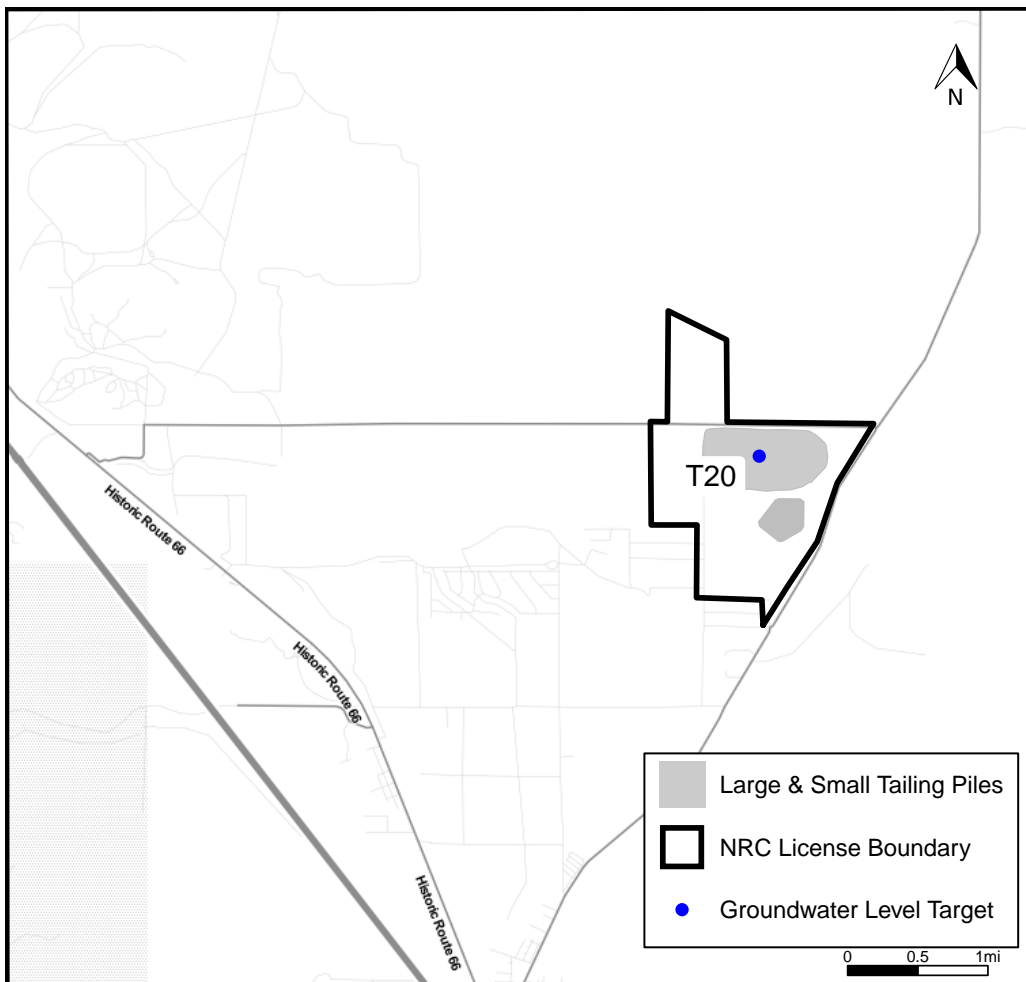 N
T20
Historic Route 66
Historic Route 66
Historic Route 66
Large & Small Tailing Piles
NRC License Boundary
Groundwater Level Target
0 0.5 1mi